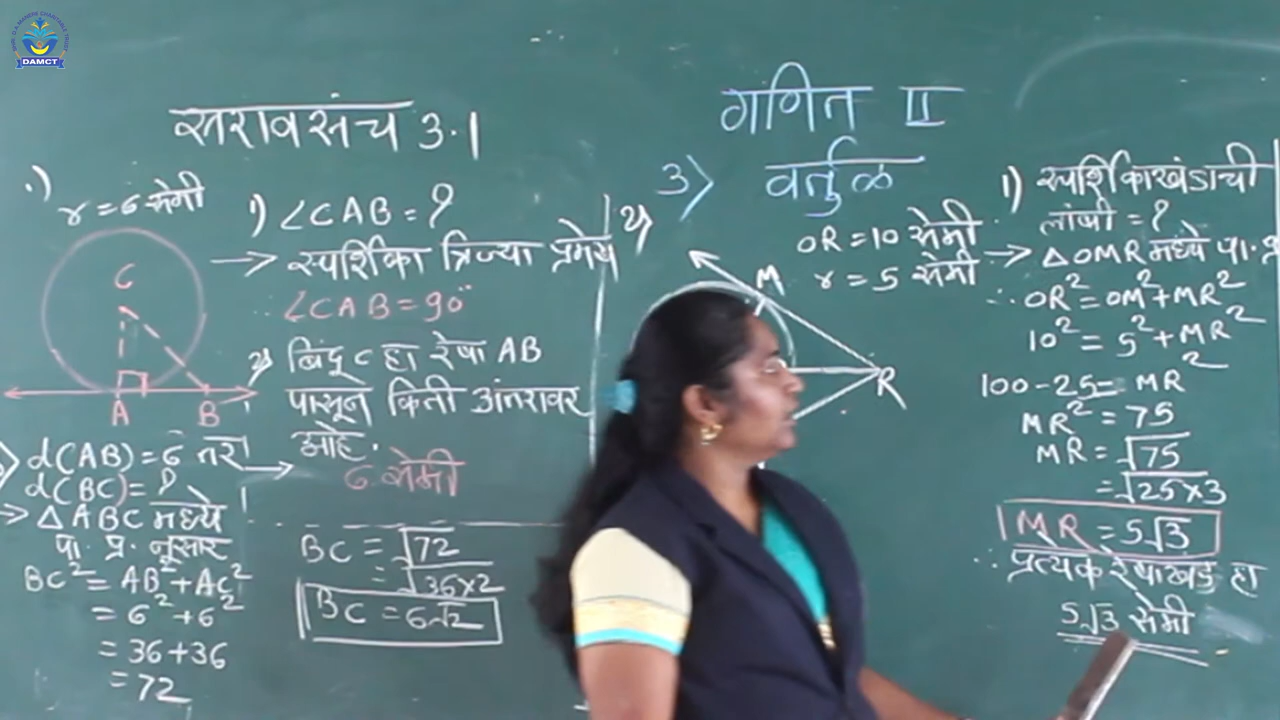 DAMCT
सरावसंच 3.1
गणित II
3) वर्तुळ
r = 6 सेमी
C
A
B
1) ∠CAB = ?
→ स्पर्शिका त्रिज्या प्रमेय
∴ ∠CAB = 90°
2) बिंदू C हा रेषा AB
पासून किती अंतरावर
आहे.
6 सेमी
d(AB) = 6 तर
d(BC) = ?
→ △ABC मध्ये
पा. प्र. नुसार
BC² = AB² + AC²
= 6² + 6²
= 36 + 36
= 72
BC = √72
= √36×2
BC = 6√2
2)
OR = 10 सेमी
r = 5 सेमी
M
R
1) स्पर्शिकाखंडाची
लांबी = ?
→ △OMR मध्ये पा. प्र
∴ OR² = OM² + MR²
10² = 5² + MR²
100 - 25 = MR²
MR² = 75
MR = √75
= √25×3
MR = 5√3
∴ प्रत्येक रेषाखंड हा
5√3 सेमी